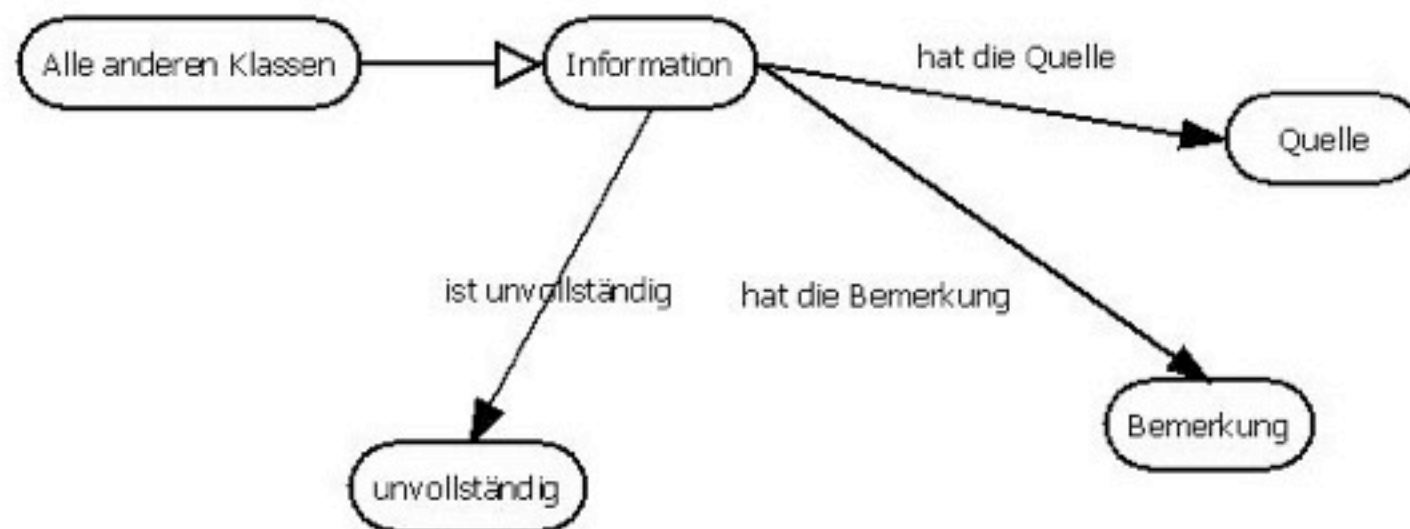 Alle anderen Klassen
Information
hat die Quelle
Quelle
ist unvollständig
hat die Bemerkung
Bemerkung
unvollständig